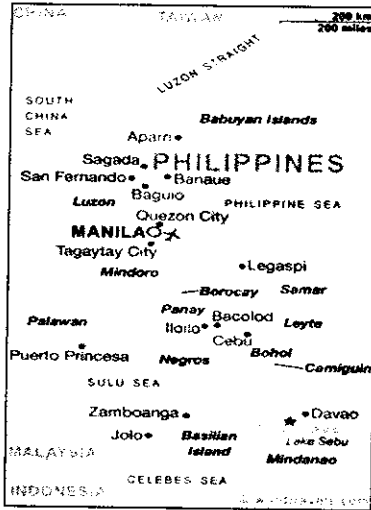 CHINA TAIWAN
200 km
200 miles
LUZON STRAIGHT
SOUTH
CHINA
SEA
Babuyan Islands
Aparri
Sagada
PHILIPPINES
San Fernando Banaue
Baguio
Luzon
PHILIPPINE SEA
Quezon City
MANILA
Tagaytay City
Mindoro
Legaspi
Borocay Samar
Palawan
Panay
Bacolod
Iloilo
Leyte
Cebu
Puerto Princesa
Negros
Bohol
Camiguin
SULU SEA
Zamboanga
Davao
Jolo
Basilian
Island
Lake Sebu
Mindanao
MALAYSIA
CELEBES SEA
INDONESIA